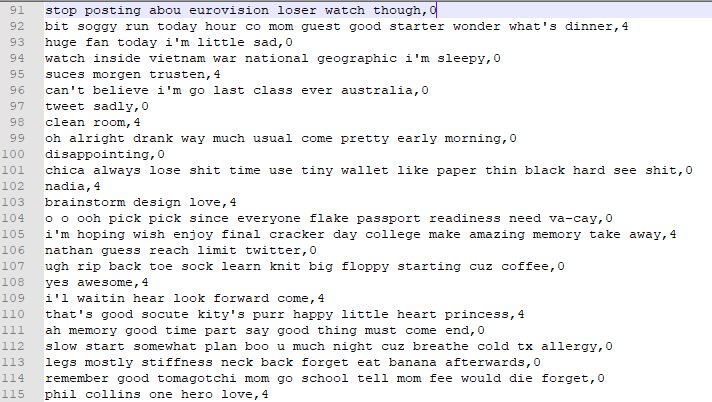 91 stop posting abou eurovision loser watch though,0
92 bit soggy run today hour co mom guest good starter wonder what's dinner,4
93 huge fan today i'm little sad,0
94 watch inside vietnam war national geographic i'm sleepy,0
95 suces morgen trusten,4
96 can't believe i'm go last class ever australia,0
97 tweet sadly,0
98 clean room,4
99 oh alright drank way much usual come pretty early morning,0
100 disappointing,0
101 chica always lose shit time use tiny wallet like paper thin black hard see shit,0
102 nadia,4
103 brainstorm design love,4
104 o o ooh pick pick since everyone flake passport readiness need va-cay,0
105 i'm hoping wish enjoy final cracker day college make amazing memory take away,4
106 nathan guess reach limit twitter,0
107 ugh rip back toe sock learn knit big floppy starting cuz coffee,0
108 yes awesome,4
109 i'l waitin hear look forward come,4
110 that's good socute kity's purr happy little heart princess,4
111 ah memory good time part say good thing must come end,0
112 slow start somewhat plan boo u much night cuz breathe cold tx allergy,0
113 legs mostly stiffness neck back forget eat banana afterwards,0
114 remember good tomagotchi mom go school tell mom fee would die forget,0
115 phil collins one hero love,4